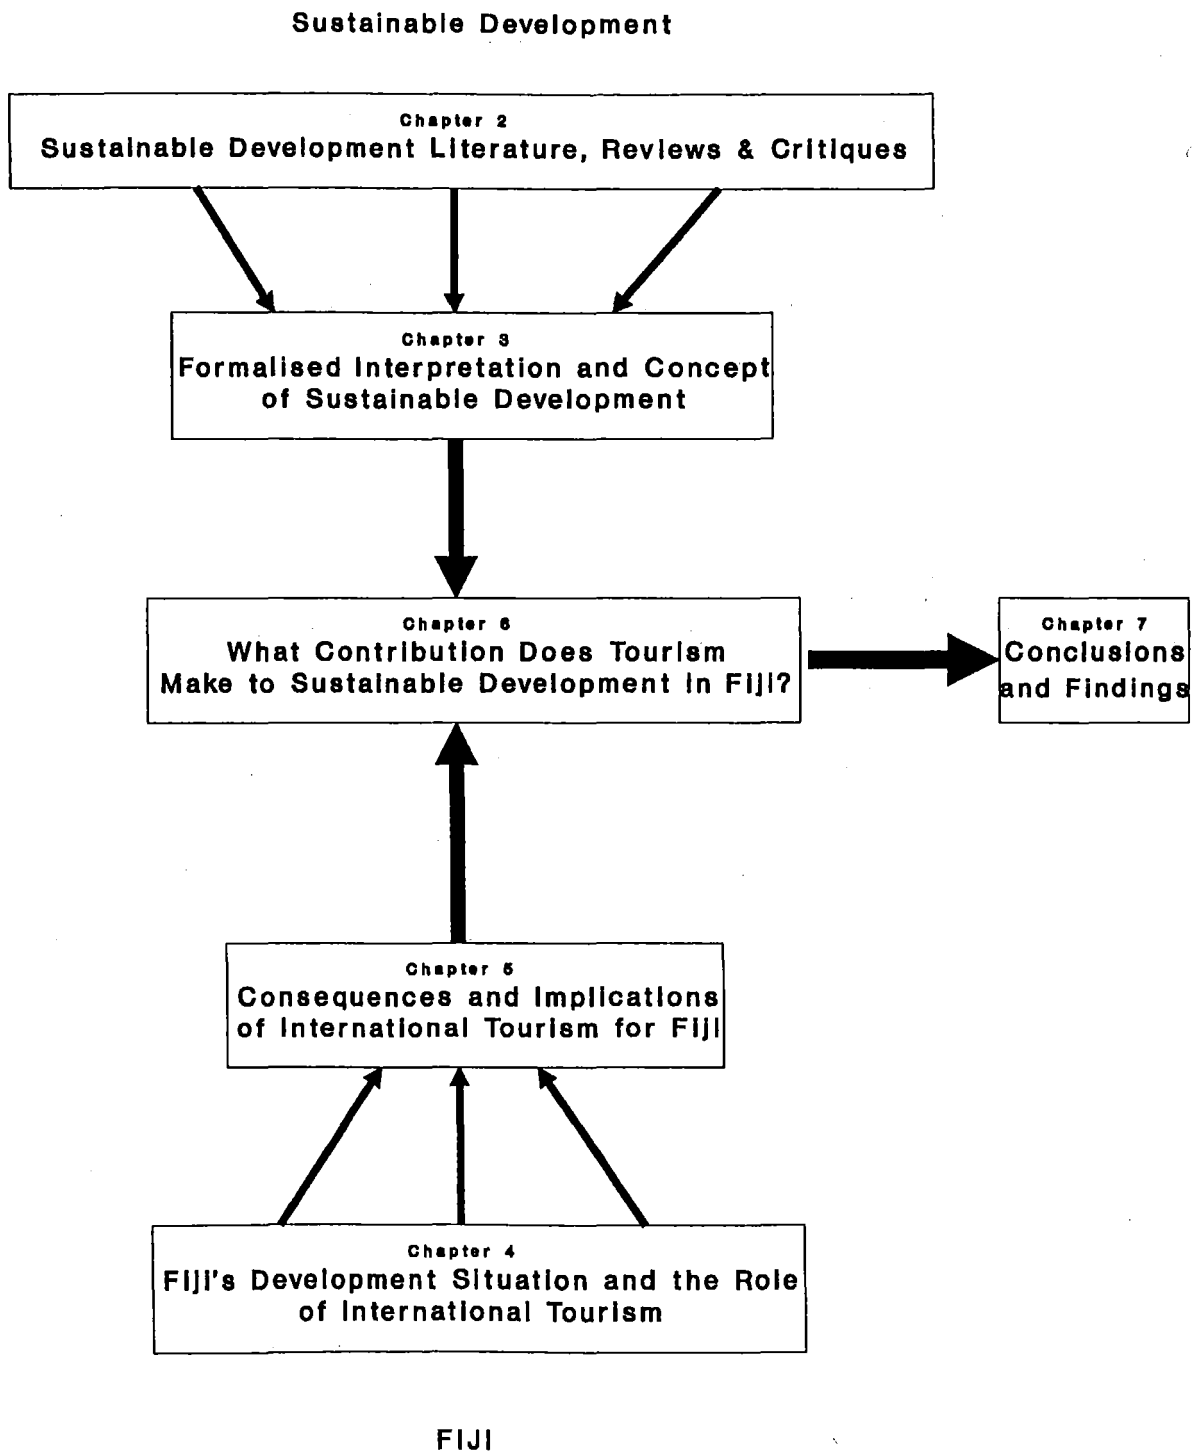 Sustainable Development
Chapter 2
Sustainable Development Literature, Reviews & Critiques
Chapter 3
Formalised Interpretation and Concept
of Sustainable Development
Chapter 6
What Contribution Does Tourism
Make to Sustainable Development in Fiji?
Chapter 7
Conclusions
and Findings
Chapter 5
Consequences and Implications
of International Tourism for Fiji
Chapter 4
Fiji's Development Situation and the Role
of International Tourism
FIJI